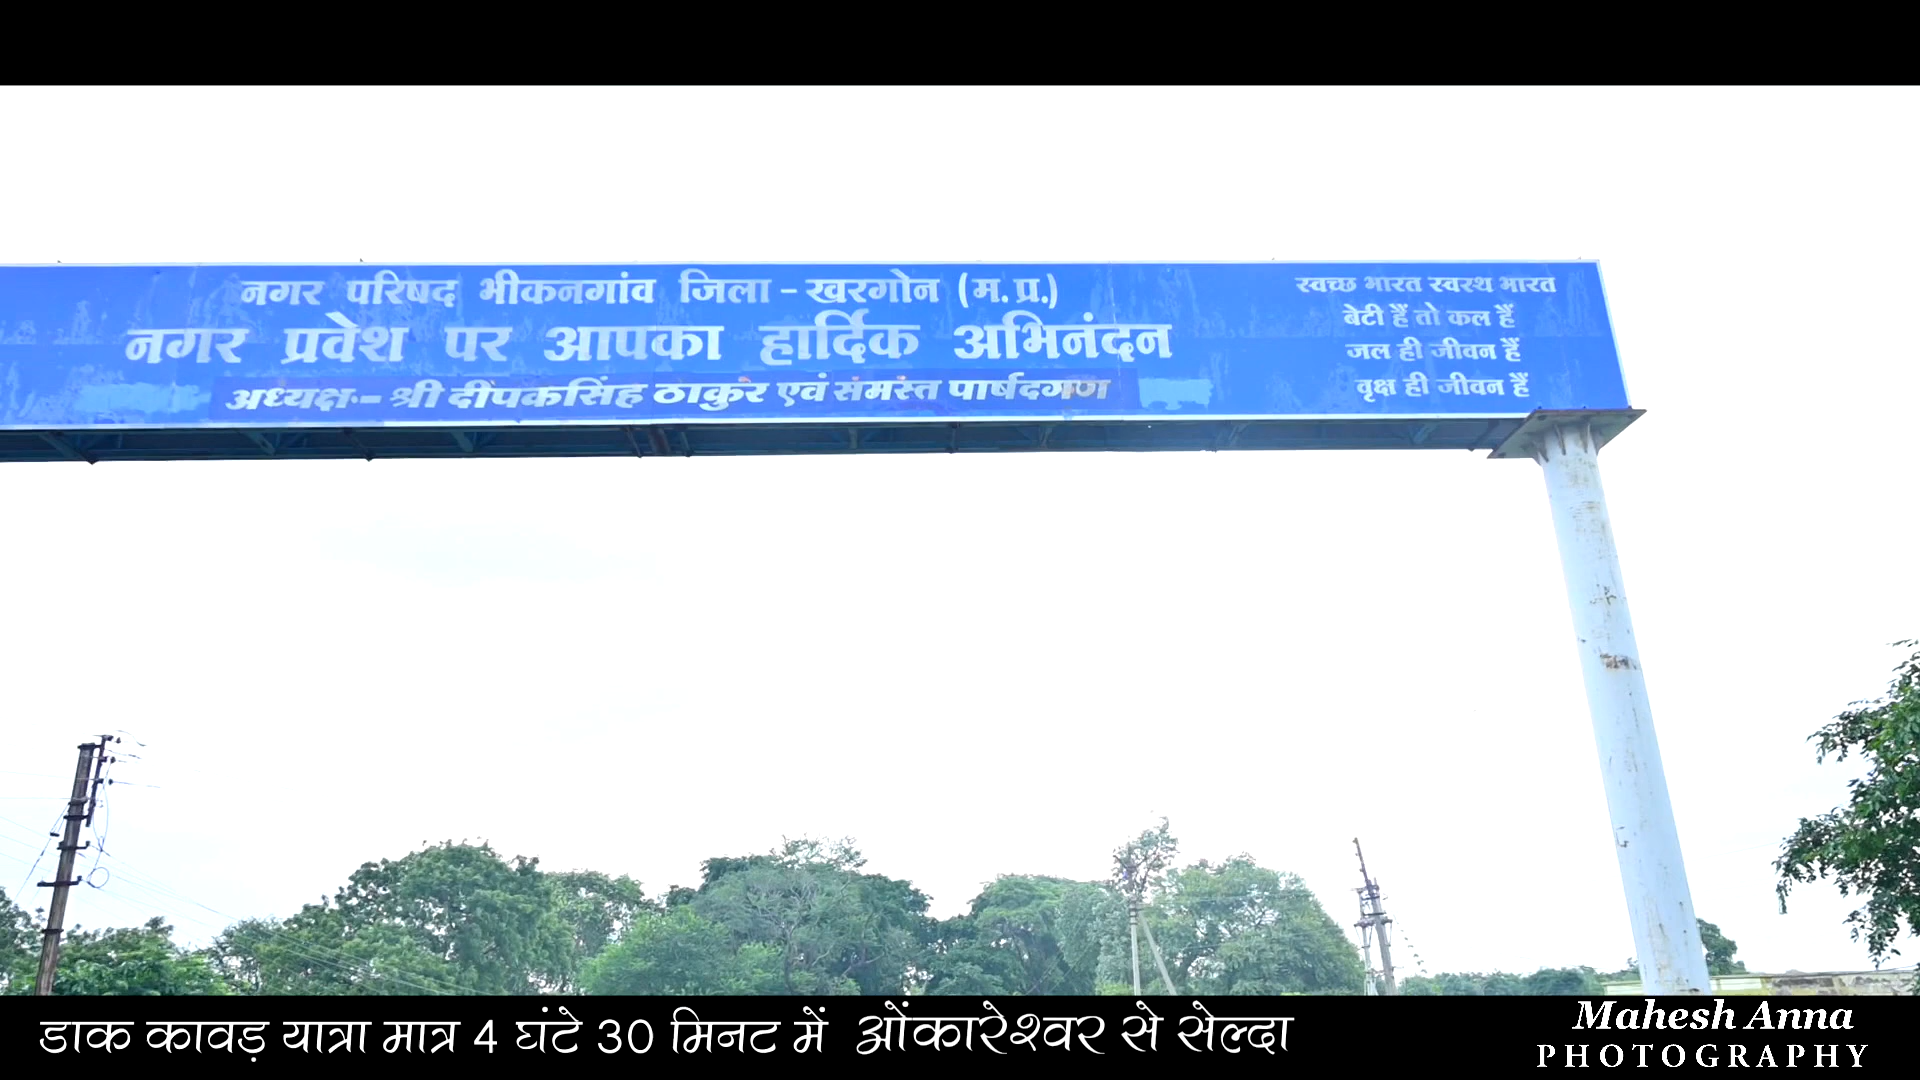 नगर परिषद भीकनगांव जिला - खरगोन (म. प्र.)
नगर प्रवेश पर आपका हार्दिक अभिनंदन
अध्यक्षः- श्री दीपकसिंह ठाकुर एवं समस्त पार्षदगण
स्वच्छ भारत स्वस्थ भारत
बेटी हैं तो कल हैं
जल ही जीवन हैं
वृक्ष ही जीवन हैं
डाक कावड़ यात्रा मात्र 4 घंटे 30 मिनट में ओंकारेश्वर से सेल्दा
Mahesh Anna
PHOTOGRAPHY